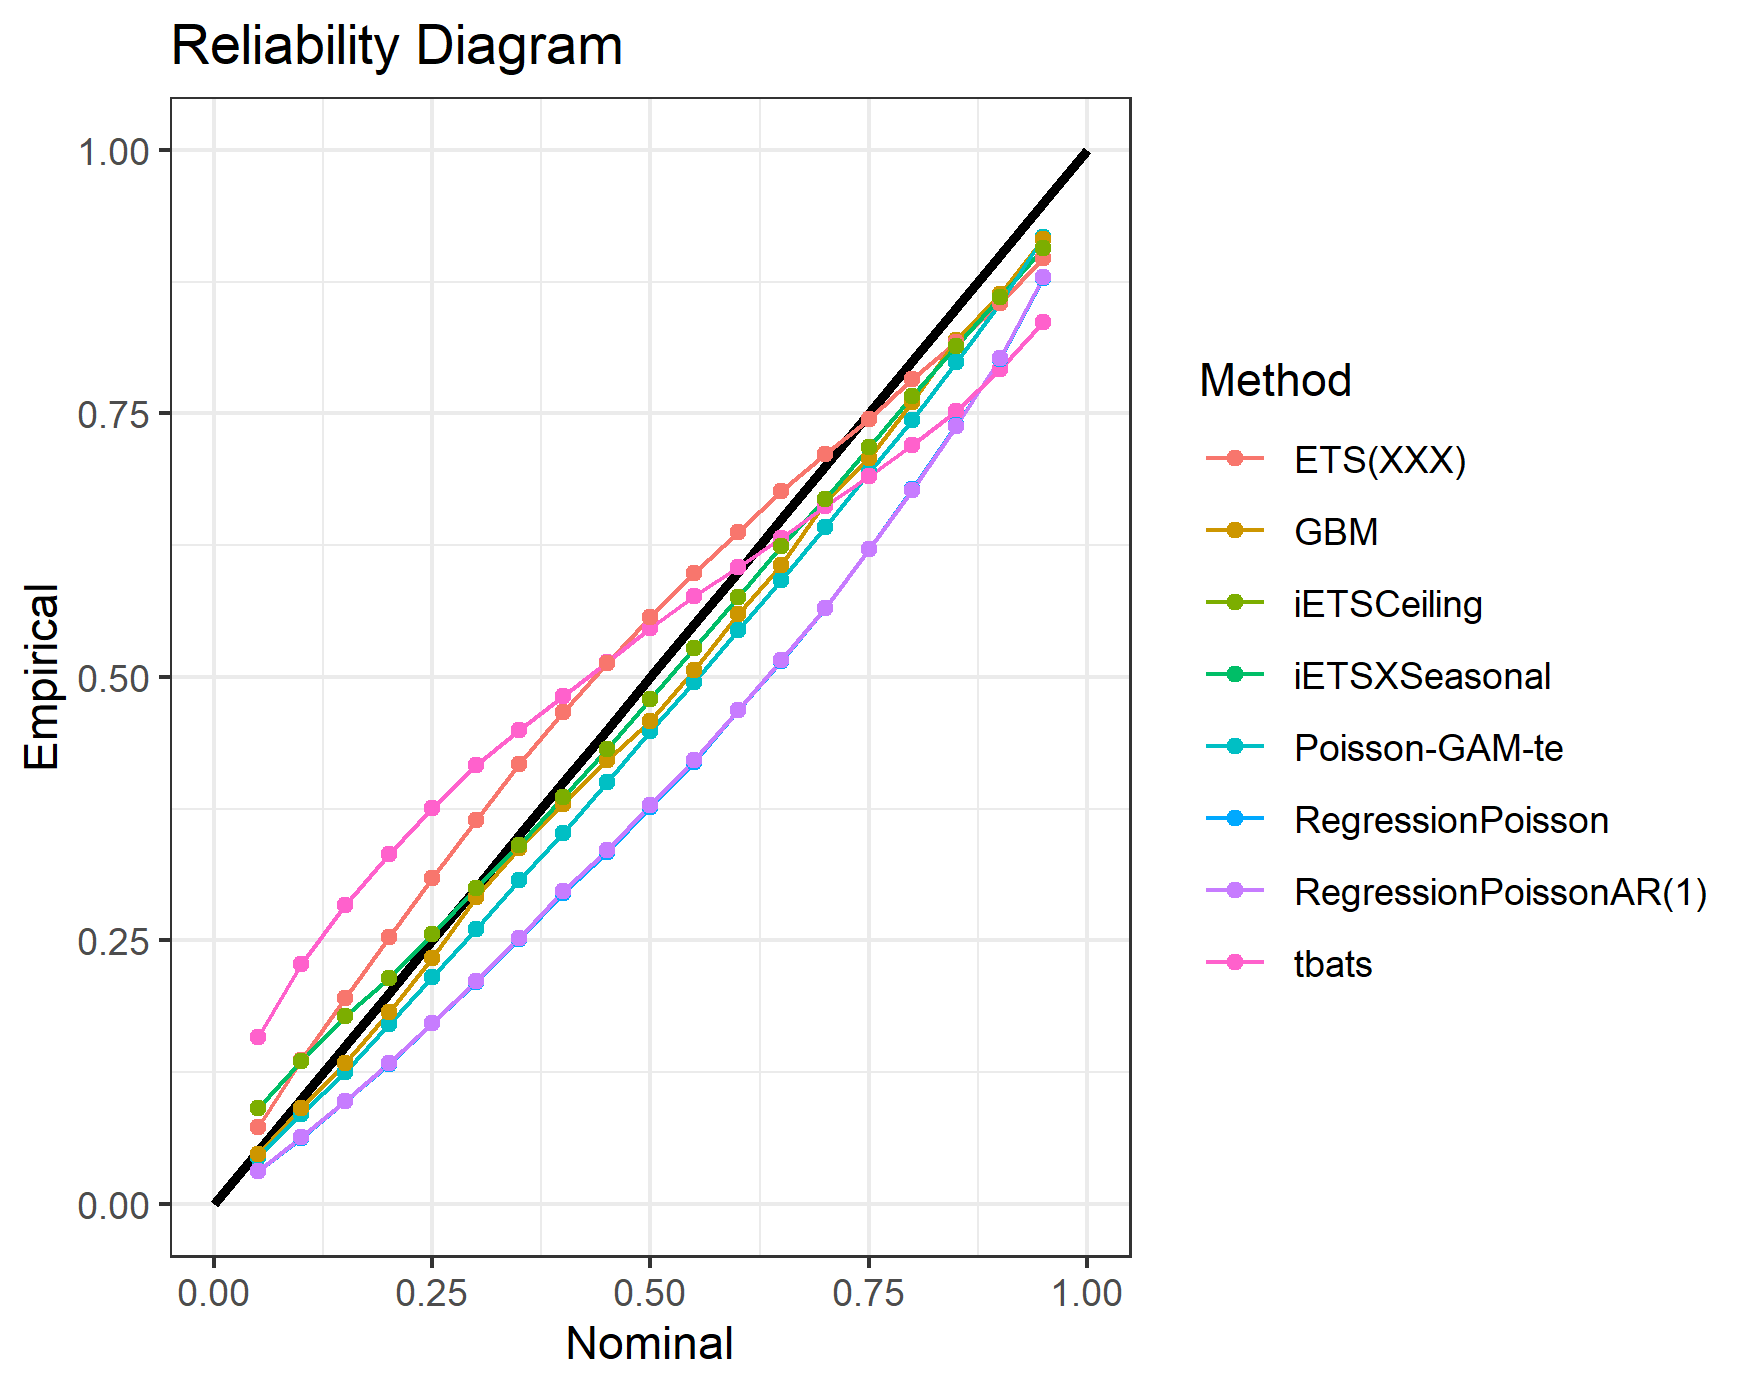 Reliability Diagram
1.00
0.75
0.50
0.25
0.00
Empirical
0.00 0.25 0.50 0.75 1.00
Nominal
Method
ETS(XXX)
GBM
iETSCeiling
iETSXSeasonal
Poisson-GAM-te
RegressionPoisson
RegressionPoissonAR(1)
tbats